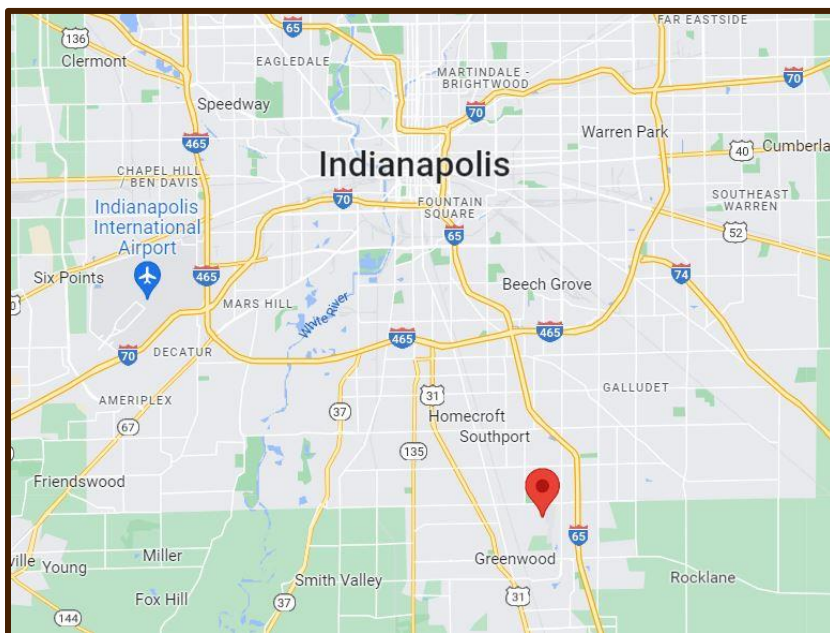 65
FAR EASTSIDE
136
Clermont
EAGLEDALE
MARTINDALE -
BRIGHTWOOD
70
Speedway
70
465
Warren Park
40
Cumberla
Indianapolis
CHAPEL HILL
/ BEN DAVIS
70
FOUNTAIN
SQUARE
SOUTHEAST
WARREN
Indianapolis
International
Airport
65
52
Six Points
465
Beech Grove
74
MARS HILL
White River
465
465
70
DECATUR
GALLUDET
AMERIPLEX
31
37
Homecroft
67
Southport
135
Friendswood
65
Miller
Greenwood
ville
Young
Smith Valley
Rocklane
Fox Hill
37
31
144